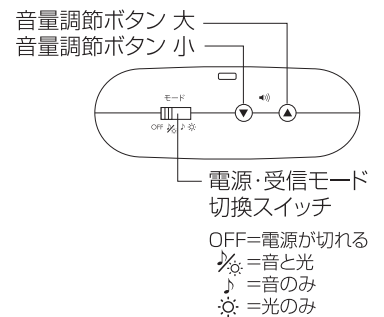 音量調節ボタン 大
音量調節ボタン 小
モード
OFF ♪/☼ ♪ ☼
電源・受信モード
切換スイッチ
OFF=電源が切れる
♪/☼=音と光
♪=音のみ
☼=光のみ